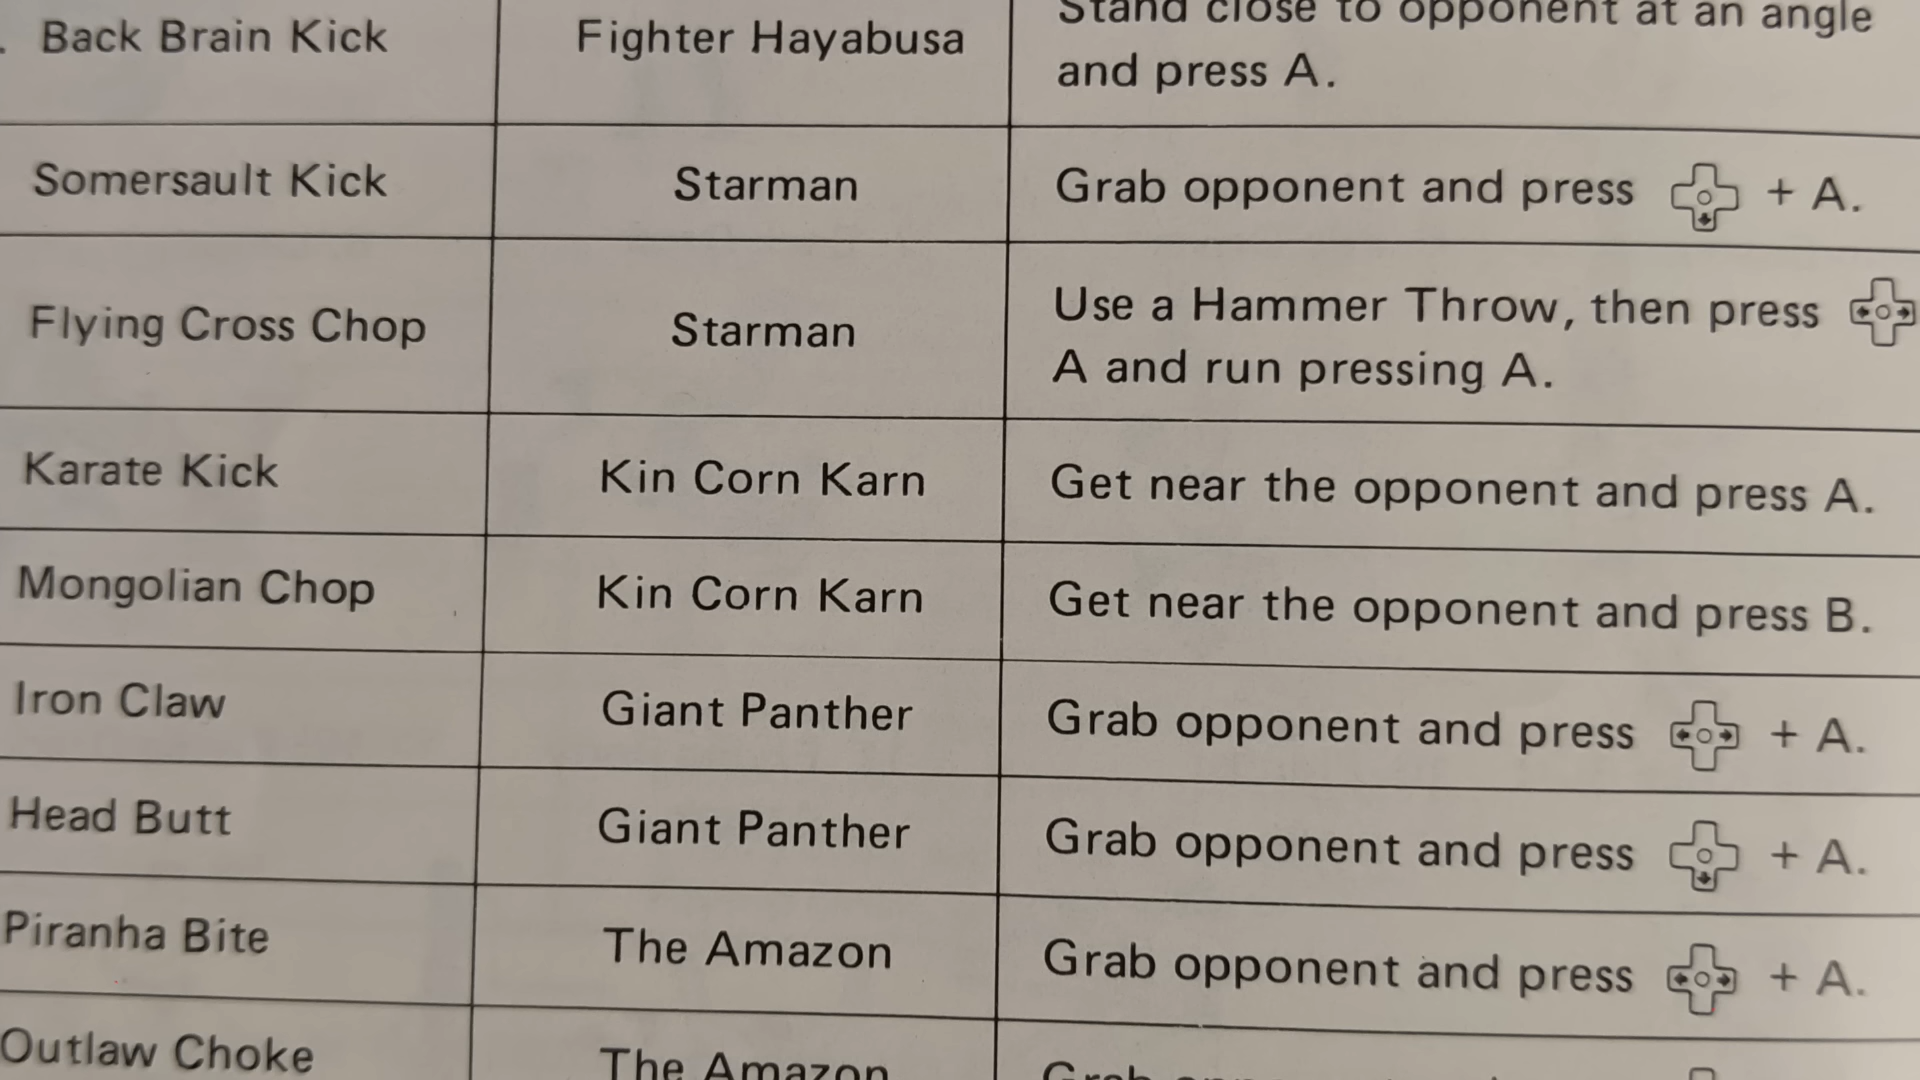 . Back Brain Kick
Fighter Hayabusa
Stand close to opponent at an angle
and press A.
Somersault Kick
Starman
Grab opponent and press + A.
Flying Cross Chop
Starman
Use a Hammer Throw, then press
A and run pressing A.
Karate Kick
Kin Corn Karn
Get near the opponent and press A.
Mongolian Chop
Kin Corn Karn
Get near the opponent and press B.
Iron Claw
Giant Panther
Grab opponent and press + A.
Head Butt
Giant Panther
Grab opponent and press + A.
Piranha Bite
The Amazon
Grab opponent and press + A.
Outlaw Choke
The Amazon
Grab